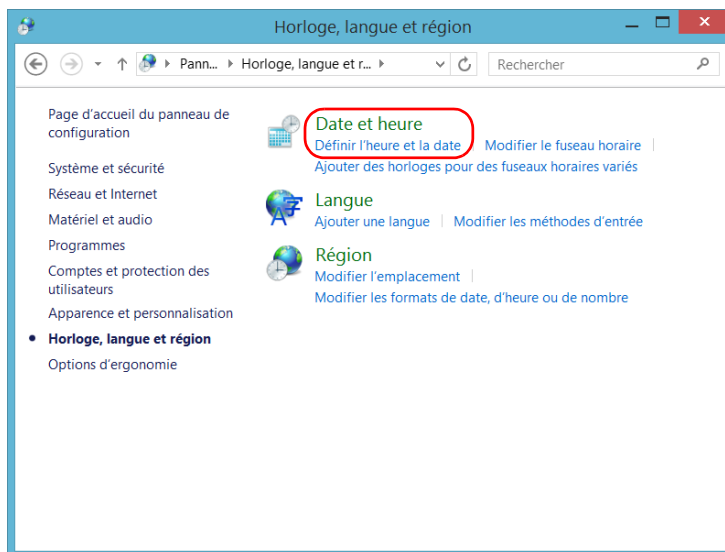 Horloge, langue et région
Pann... Horloge, langue et r...
Rechercher
Page d'accueil du panneau de
configuration
Système et sécurité
Réseau et Internet
Matériel et audio
Programmes
Comptes et protection des
utilisateurs
Apparence et personnalisation
Horloge, langue et région
Options d'ergonomie
Date et heure
Définir l'heure et la date Modifier le fuseau horaire
Ajouter des horloges pour des fuseaux horaires variés
Langue
Ajouter une langue Modifier les méthodes d'entrée
Région
Modifier l'emplacement
Modifier les formats de date, d'heure ou de nombre